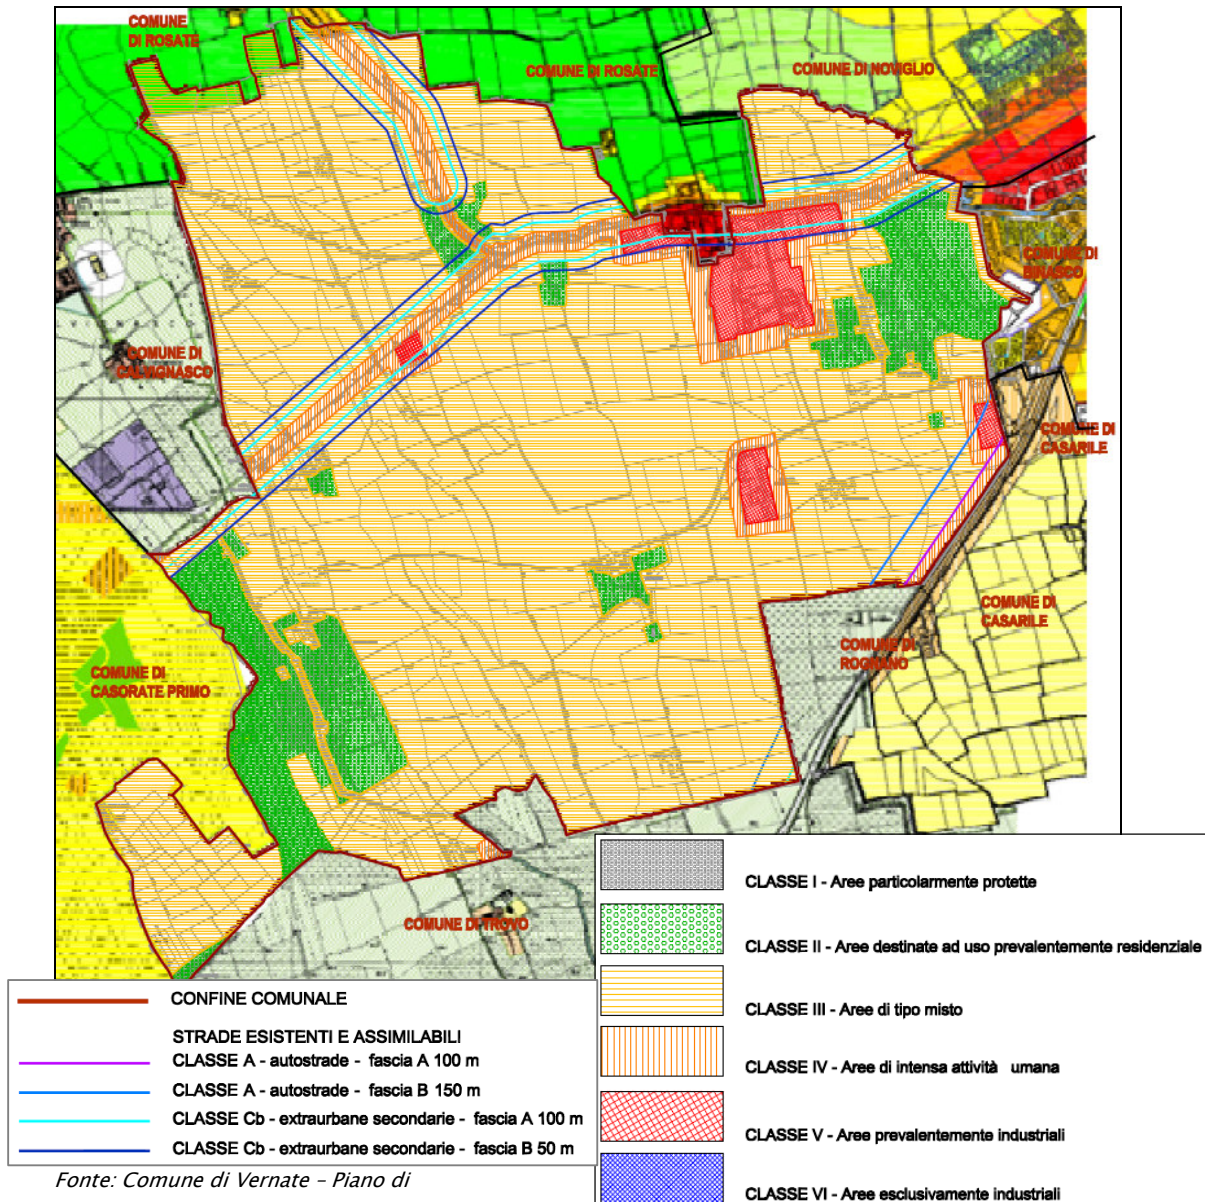 COMUNE
DI ROSATE
COMUNE DI ROSATE
COMUNE DI NOVIGLIO
COMUNE DI
BINASCO
COMUNE DI
CALVIGNASCO
COMUNE DI
CASARILE
COMUNE DI
CASARILE
COMUNE DI
ROGNANO
COMUNE DI
CASORATE PRIMO
COMUNE DI TROVO
CONFINE COMUNALE
STRADE ESISTENTI E ASSIMILABILI
CLASSE A - autostrade - fascia A 100 m
CLASSE A - autostrade - fascia B 150 m
CLASSE Cb - extraurbane secondarie - fascia A 100 m
CLASSE Cb - extraurbane secondarie - fascia B 50 m
CLASSE I - Aree particolarmente protette
CLASSE II - Aree destinate ad uso prevalentemente residenziale
CLASSE III - Aree di tipo misto
CLASSE IV - Aree di intensa attività umana
CLASSE V - Aree prevalentemente industriali
CLASSE VI - Aree esclusivamente industriali
Fonte: Comune di Vernate – Piano di